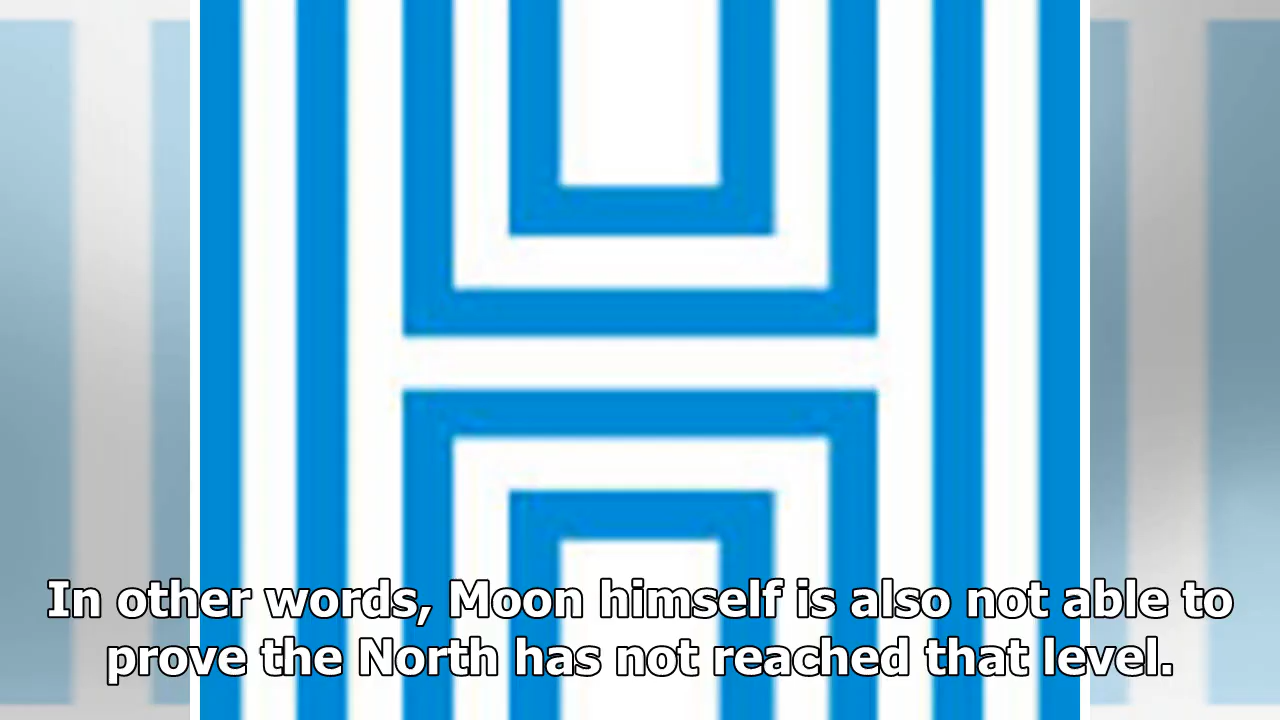 In other words, Moon himself is also not able to
prove the North has not reached that level.